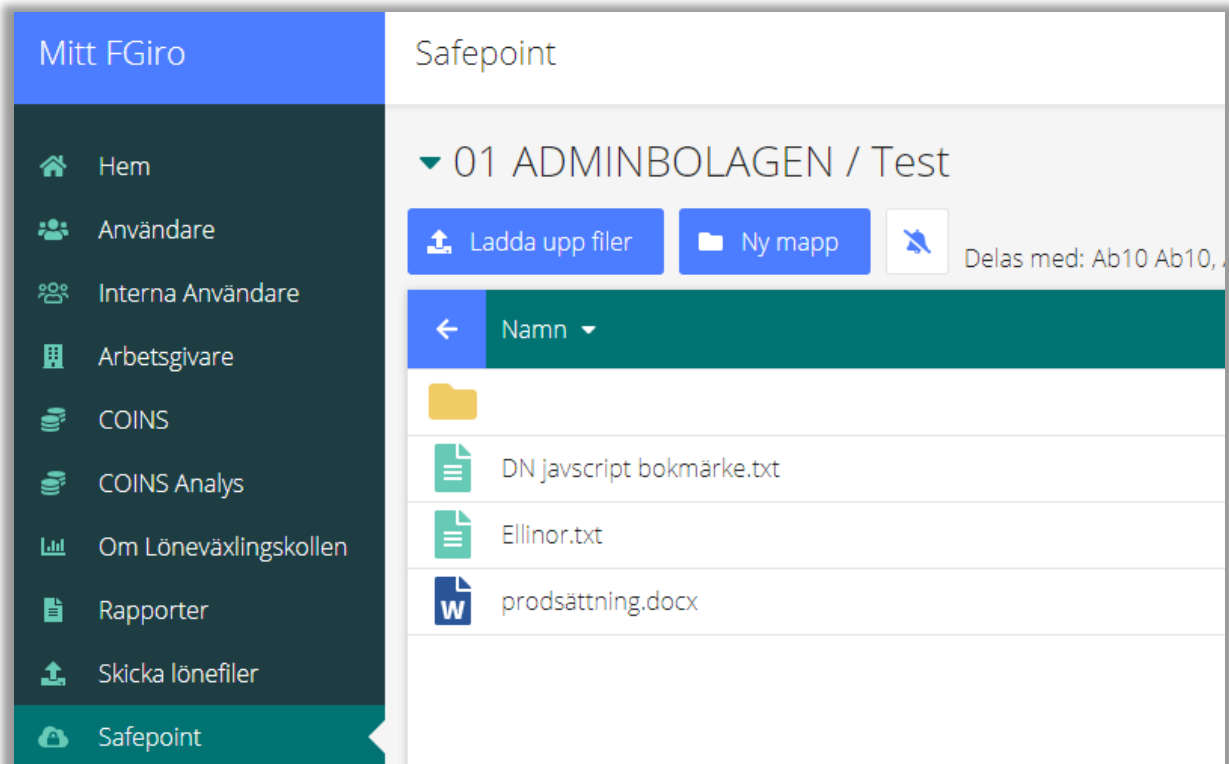 Mitt FGiro
Safepoint
Hem
Användare
Interna Användare
Arbetsgivare
COINS
COINS Analys
Om Löneväxlingskollen
Rapporter
Skicka lönefiler
Safepoint
01 ADMINBOLAGEN / Test
Ladda upp filer
Ny mapp
Delas med: Ab10 Ab10,
Namn
DN javscript bokmärke.txt
Ellinor.txt
W prodsättning.docx